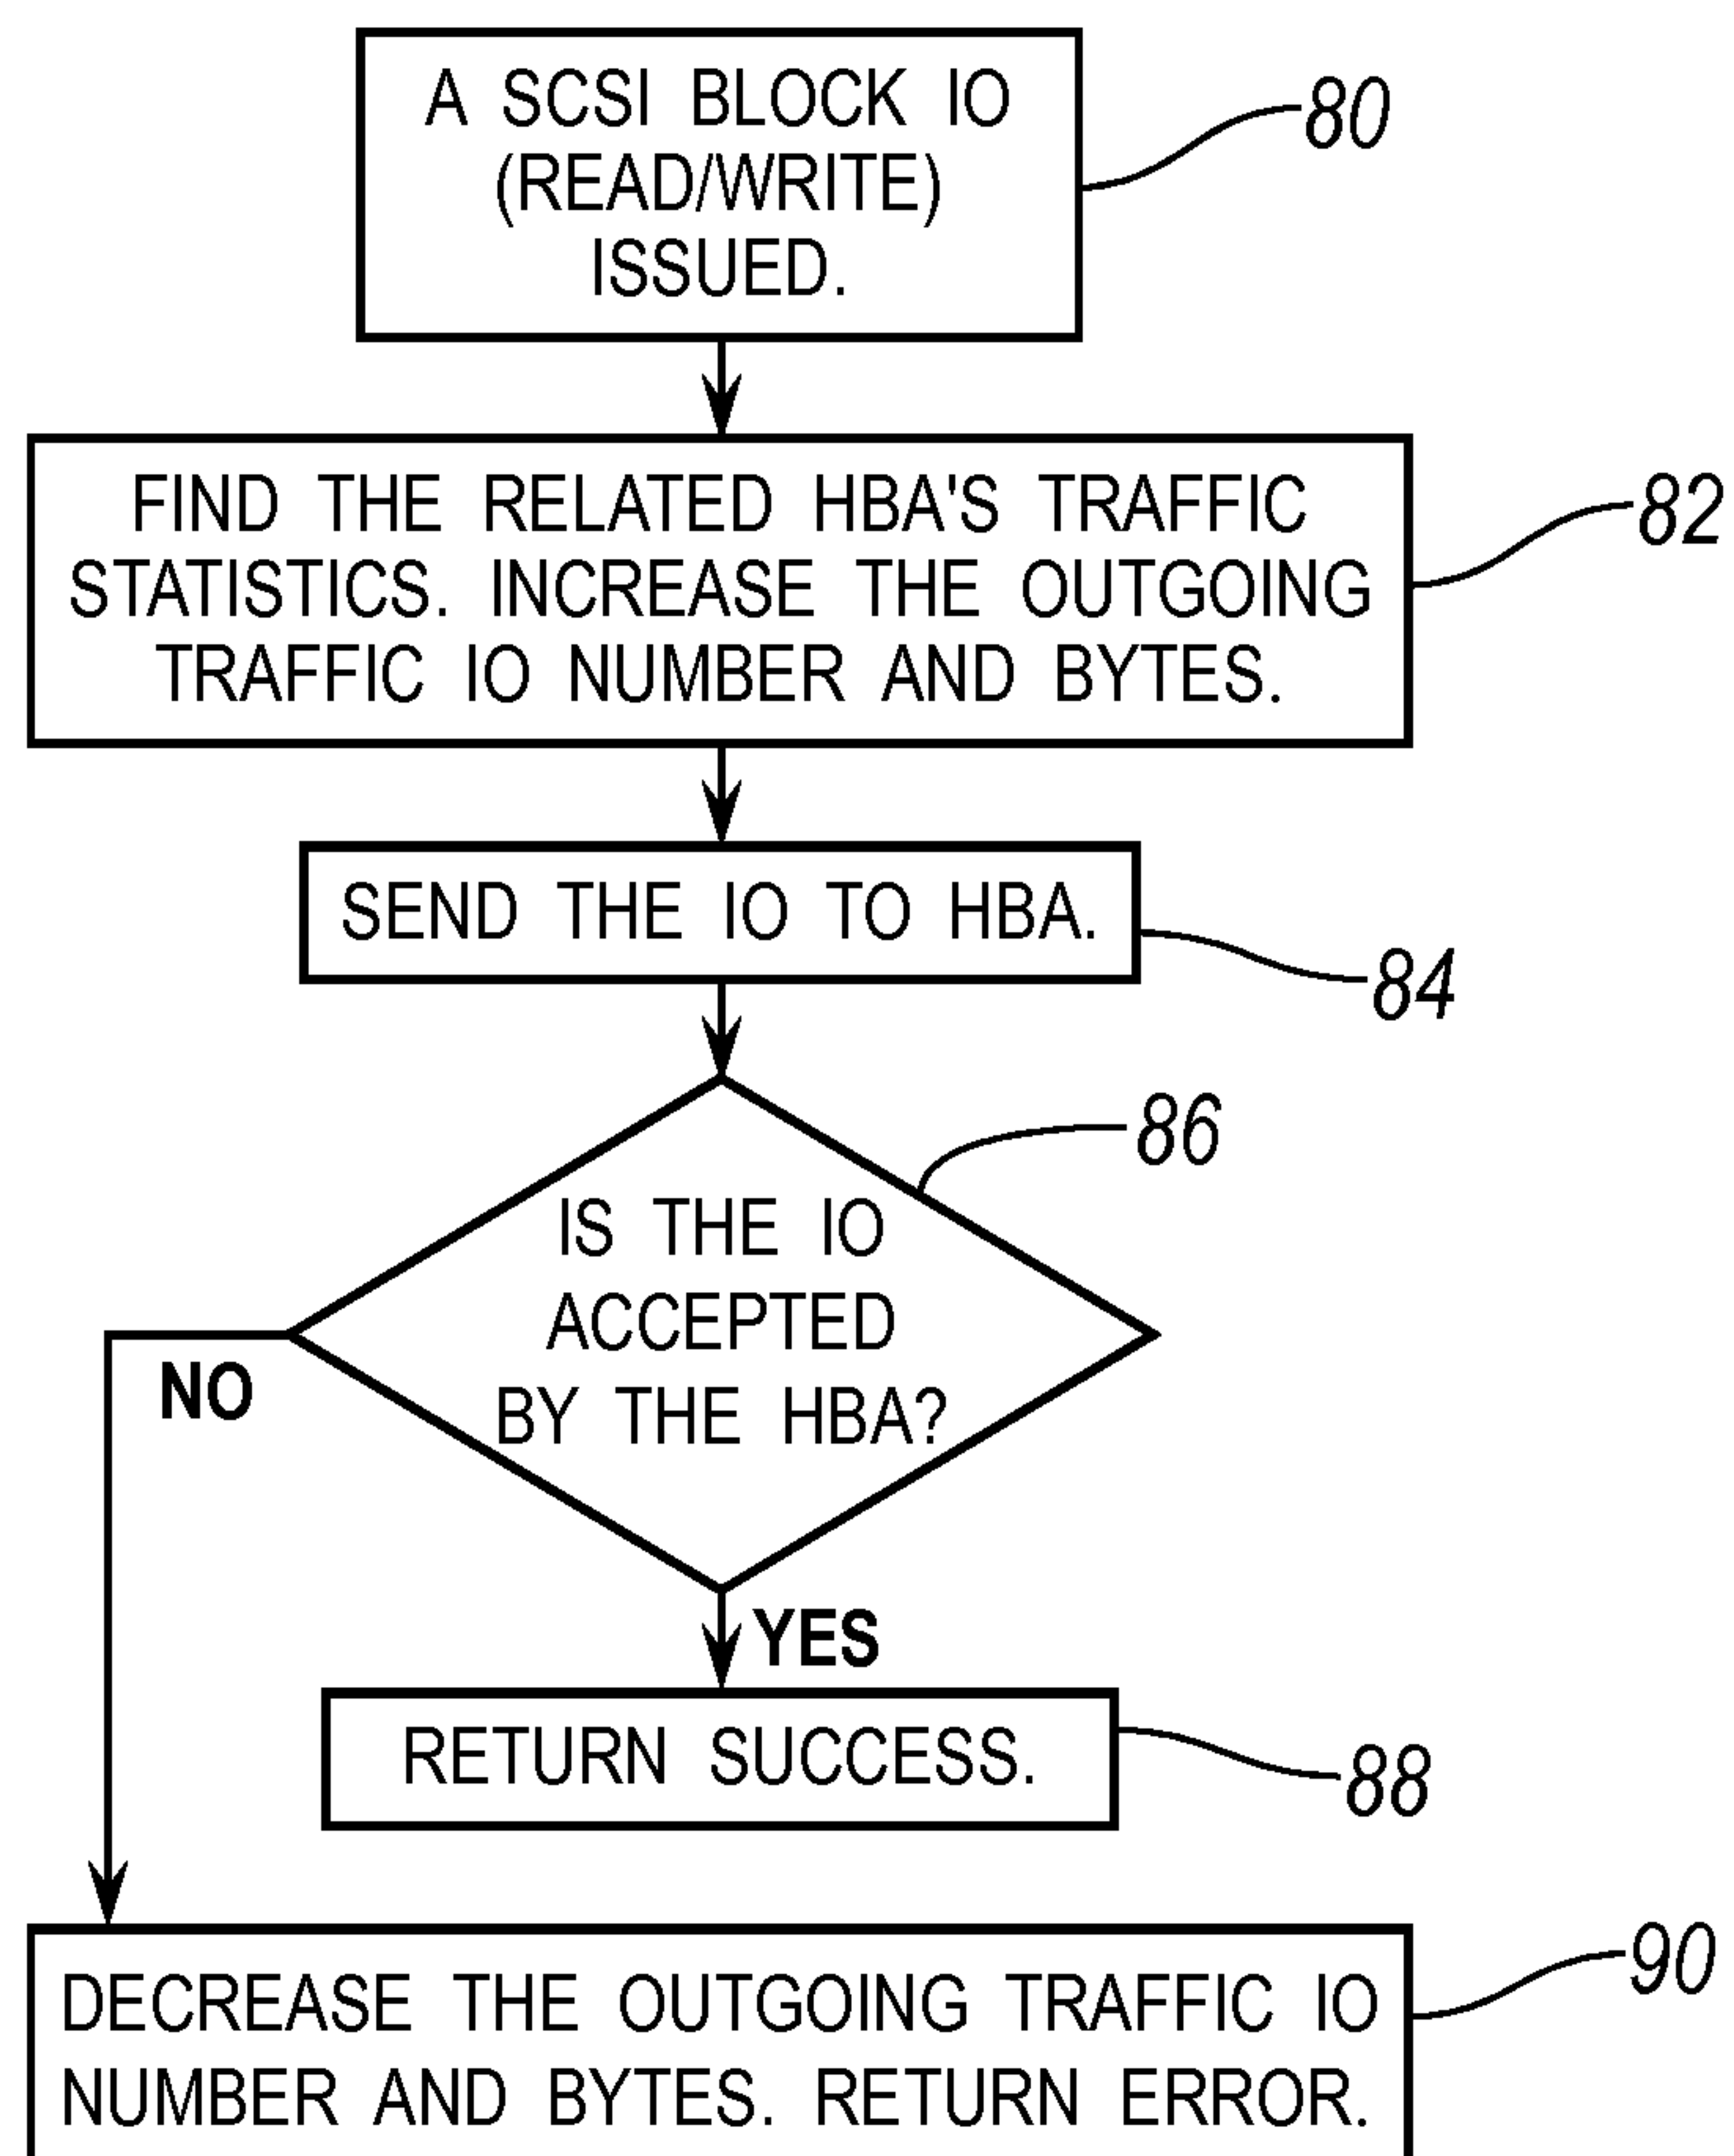 A SCSI BLOCK IO
(READ/WRITE)
ISSUED.
80
FIND THE RELATED HBA'S TRAFFIC
STATISTICS. INCREASE THE OUTGOING
TRAFFIC IO NUMBER AND BYTES.
82
SEND THE IO TO HBA.
84
86
IS THE IO
ACCEPTED
BY THE HBA?
NO
YES
RETURN SUCCESS.
88
90
DECREASE THE OUTGOING TRAFFIC IO
NUMBER AND BYTES. RETURN ERROR.